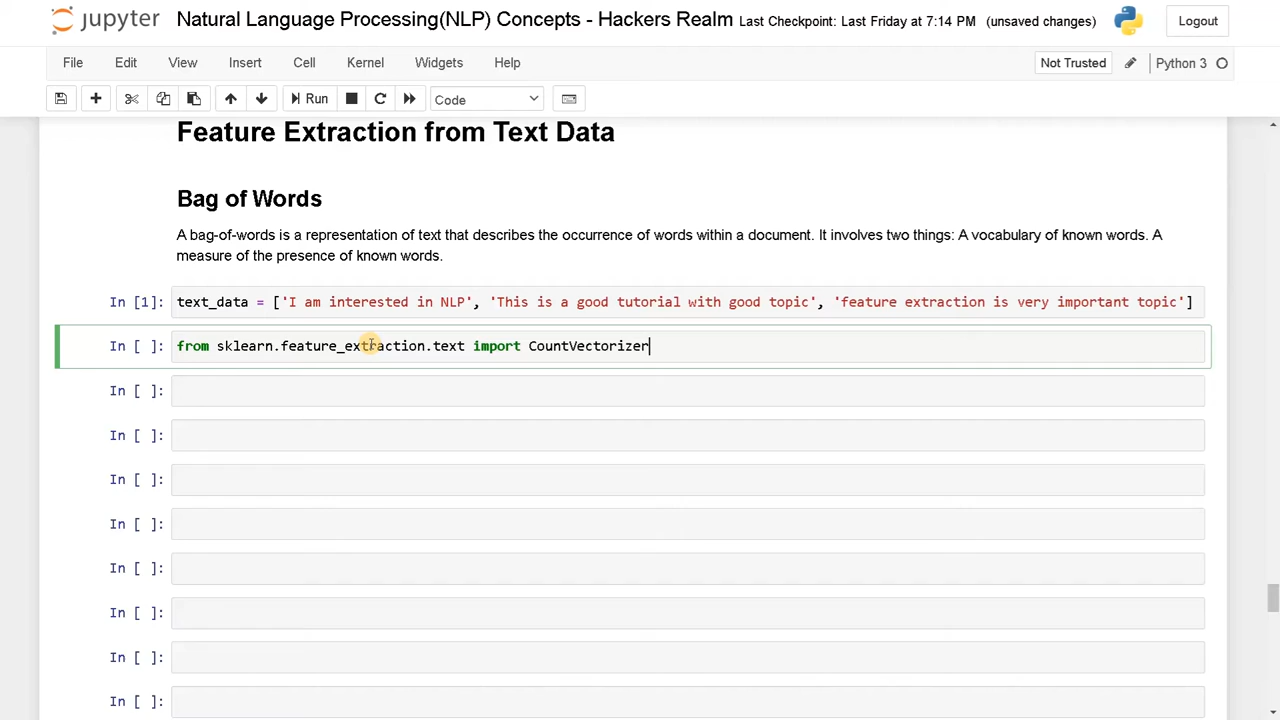 jupyter Natural Language Processing(NLP) Concepts - Hackers Realm Last Checkpoint: Last Friday at 7:14 PM (unsaved changes) Logout
File Edit View Insert Cell Kernel Widgets Help Not Trusted Python 3
Run Code
Feature Extraction from Text Data
Bag of Words
A bag-of-words is a representation of text that describes the occurrence of words within a document. It involves two things: A vocabulary of known words. A
measure of the presence of known words.
In [1]: text_data = ['I am interested in NLP', 'This is a good tutorial with good topic', 'feature extraction is very important topic']
In [ ]: from sklearn.feature_extraction.text import CountVectorizer
In [ ]:
In [ ]:
In [ ]:
In [ ]:
In [ ]:
In [ ]:
In [ ]:
In [ ]: